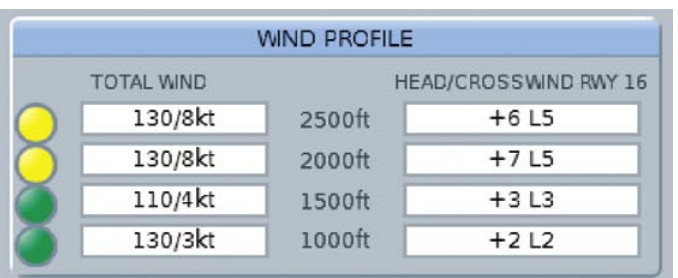 WIND PROFILE
TOTAL WIND HEAD/CROSSWIND RWY 16
130/8kt 2500ft +6 L5
130/8kt 2000ft +7 L5
110/4kt 1500ft +3 L3
130/3kt 1000ft +2 L2